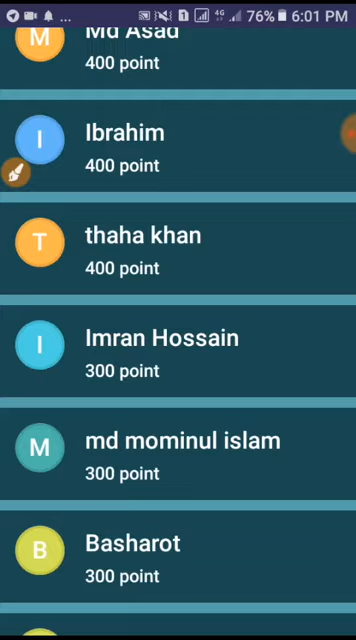 ... 4G 76% 6:01 PM
M Md Asad
400 point
I Ibrahim
400 point
T thaha khan
400 point
I Imran Hossain
300 point
M md mominul islam
300 point
B Basharot
300 point